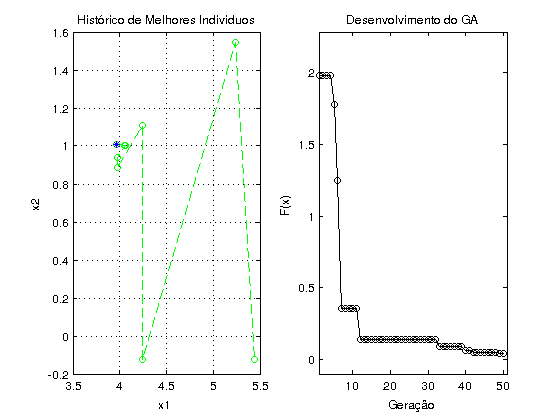 Histórico de Melhores Indivíduos
1.6
1.4
1.2
1
0.8
0.6
0.4
0.2
0
-0.2
x2
3.5 4 4.5 5 5.5
x1
Desenvolvimento do GA
2
1.5
1
0.5
0
F(x)
10 20 30 40 50
Geração